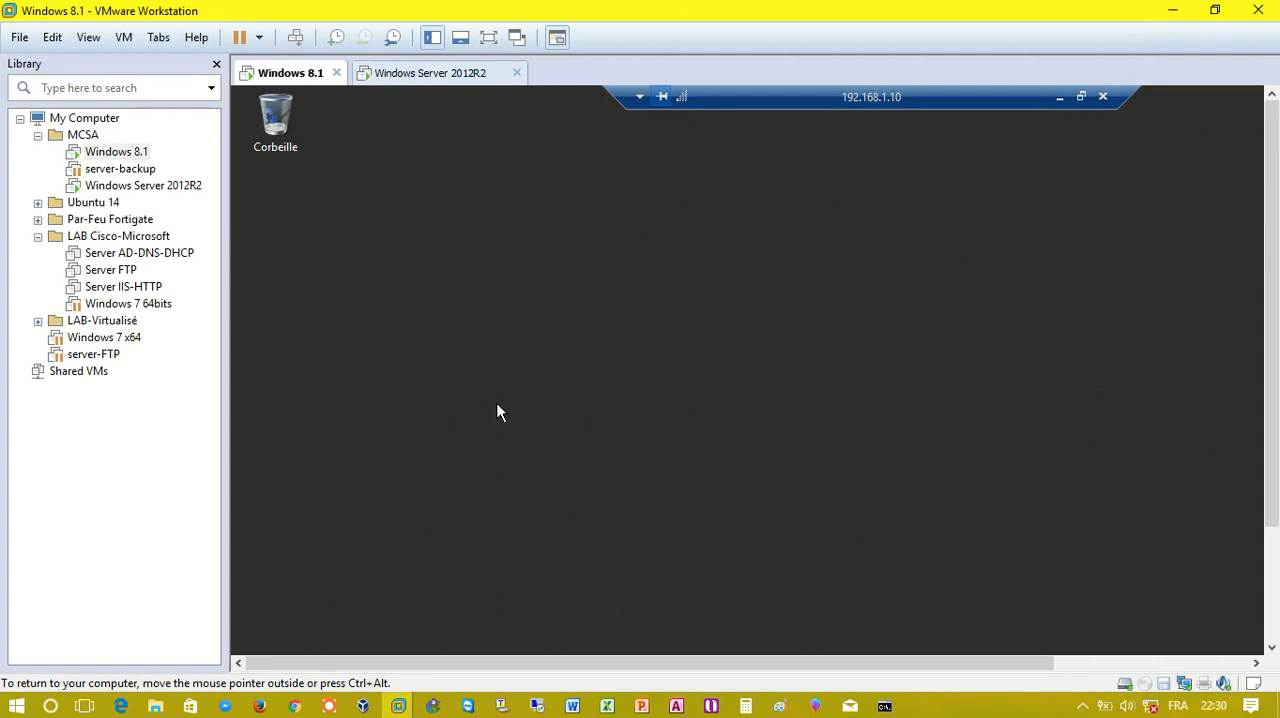 Windows 8.1 - VMware Workstation
File Edit View VM Tabs Help
Library
Type here to search
My Computer
MCSA
Windows 8.1
server-backup
Windows Server 2012R2
Ubuntu 14
Par-Feu Fortigate
LAB Cisco-Microsoft
Server AD-DNS-DHCP
Server FTP
Server IIS-HTTP
Windows 7 64bits
LAB-Virtualisé
Windows 7 x64
server-FTP
Shared VMs
Windows 8.1 Windows Server 2012R2
192.168.1.10
Corbeille
To return to your computer, move the mouse pointer outside or press Ctrl+Alt.
FRA 22:30